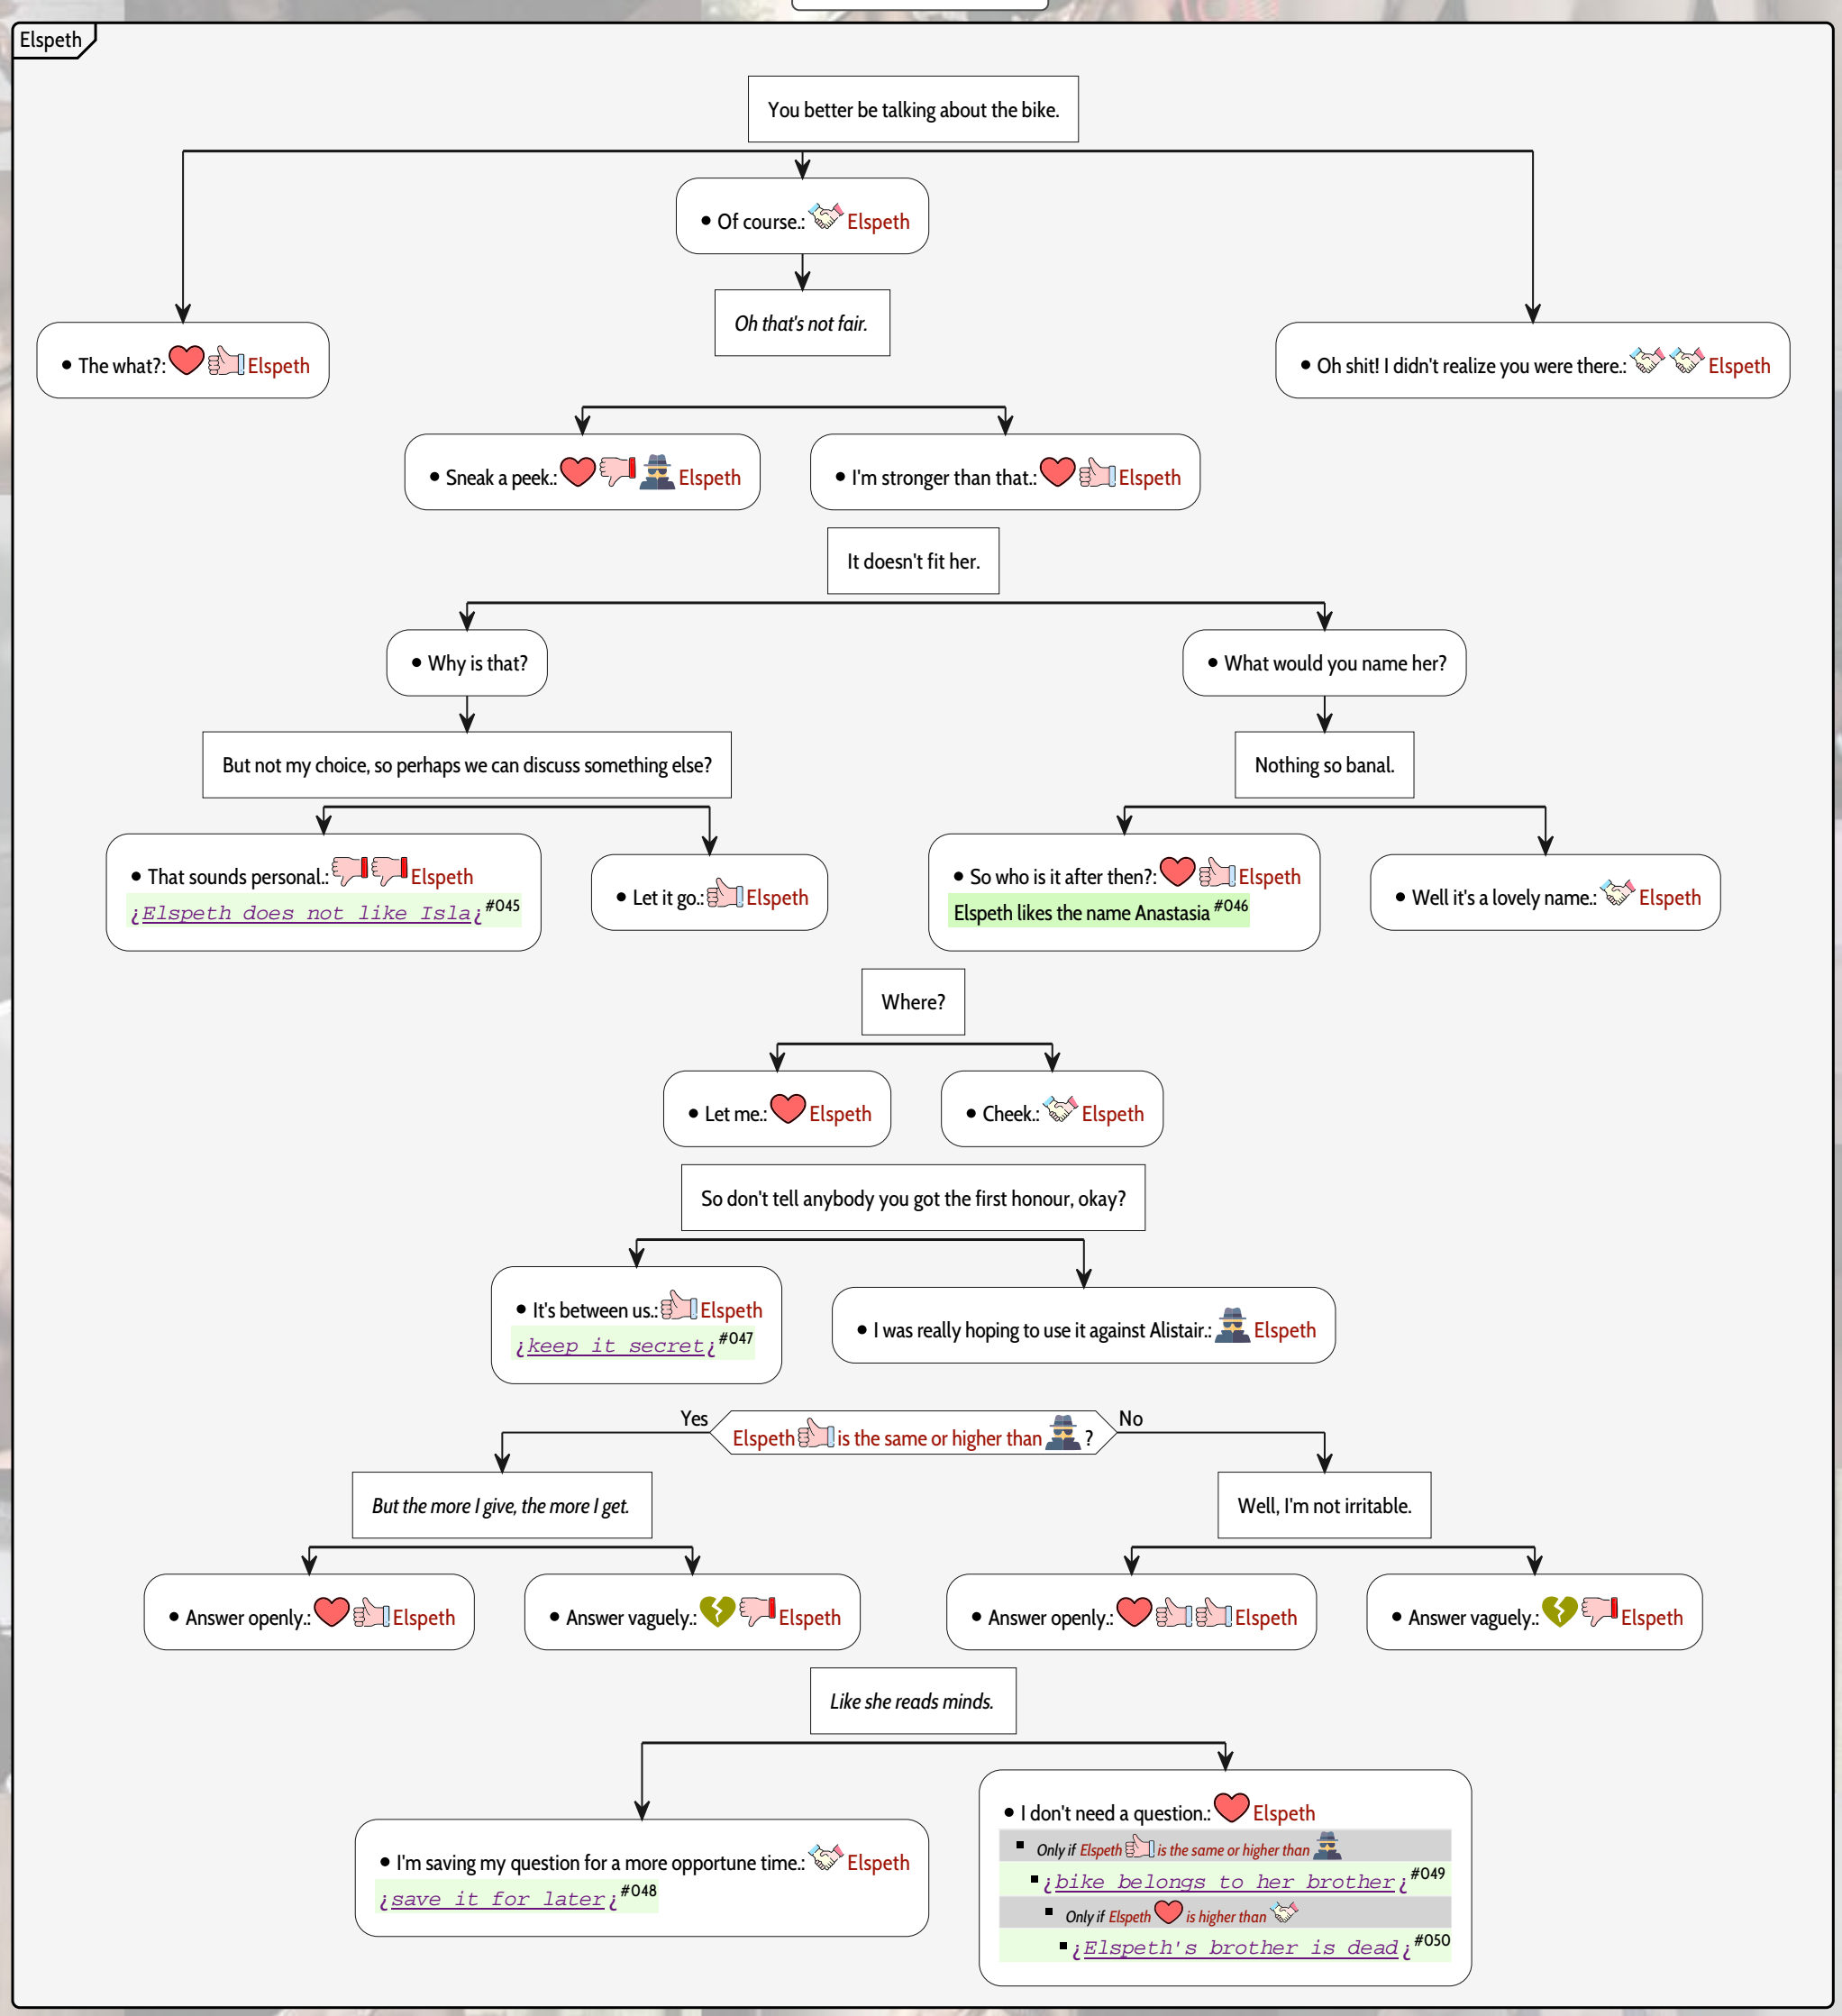 Elspeth
You better be talking about the bike.
Of course.: Elspeth
Oh that's not fair.
The what?: Elspeth
Oh shit! I didn't realize you were there.: Elspeth
Sneak a peek.: Elspeth
I'm stronger than that.: Elspeth
It doesn't fit her.
Why is that?
What would you name her?
But not my choice, so perhaps we can discuss something else?
Nothing so banal.
That sounds personal.: Elspeth
¿Elspeth does not like Isla¿ #045
Let it go.: Elspeth
So who is it after then?: Elspeth
Elspeth likes the name Anastasia #046
Well it's a lovely name.: Elspeth
Where?
Let me.: Elspeth
Cheek.: Elspeth
So don't tell anybody you got the first honour, okay?
It's between us.: Elspeth
¿keep it secret¿ #047
I was really hoping to use it against Alistair.: Elspeth
Yes
Elspeth is the same or higher than ?
No
But the more I give, the more I get.
Well, I'm not irritable.
Answer openly.: Elspeth
Answer vaguely.: Elspeth
Answer openly.: Elspeth
Answer vaguely.: Elspeth
Like she reads minds.
I'm saving my question for a more opportune time.: Elspeth
¿save it for later¿ #048
I don't need a question.: Elspeth
Only if Elspeth is the same or higher than
¿bike belongs to her brother¿ #049
Only if Elspeth is higher than
¿Elspeth's brother is dead¿ #050